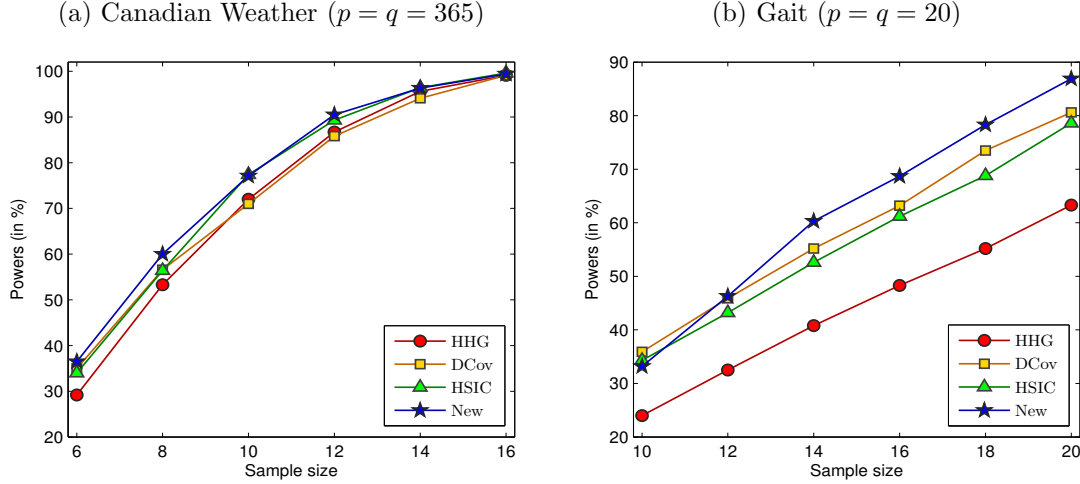 (a) Canadian Weather (p = q = 365)
100
90
80
70
60
50
40
30
20
6
8
10
12
14
16
Powers (in %)
Sample size
HHG
DCov
HSIC
New
(b) Gait (p = q = 20)
90
80
70
60
50
40
30
20
10
12
14
16
18
20
Powers (in %)
Sample size
HHG
DCov
HSIC
New